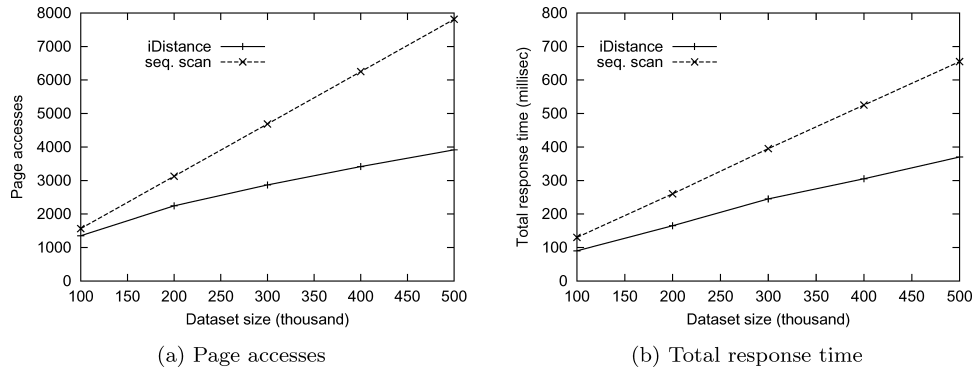 8000
7000
6000
5000
4000
3000
2000
1000
0
Page accesses
iDistance
seq. scan
100 150 200 250 300 350 400 450 500
Dataset size (thousand)
(a) Page accesses
800
700
600
500
400
300
200
100
0
Total response time (millisec)
iDistance
seq. scan
100 150 200 250 300 350 400 450 500
Dataset size (thousand)
(b) Total response time